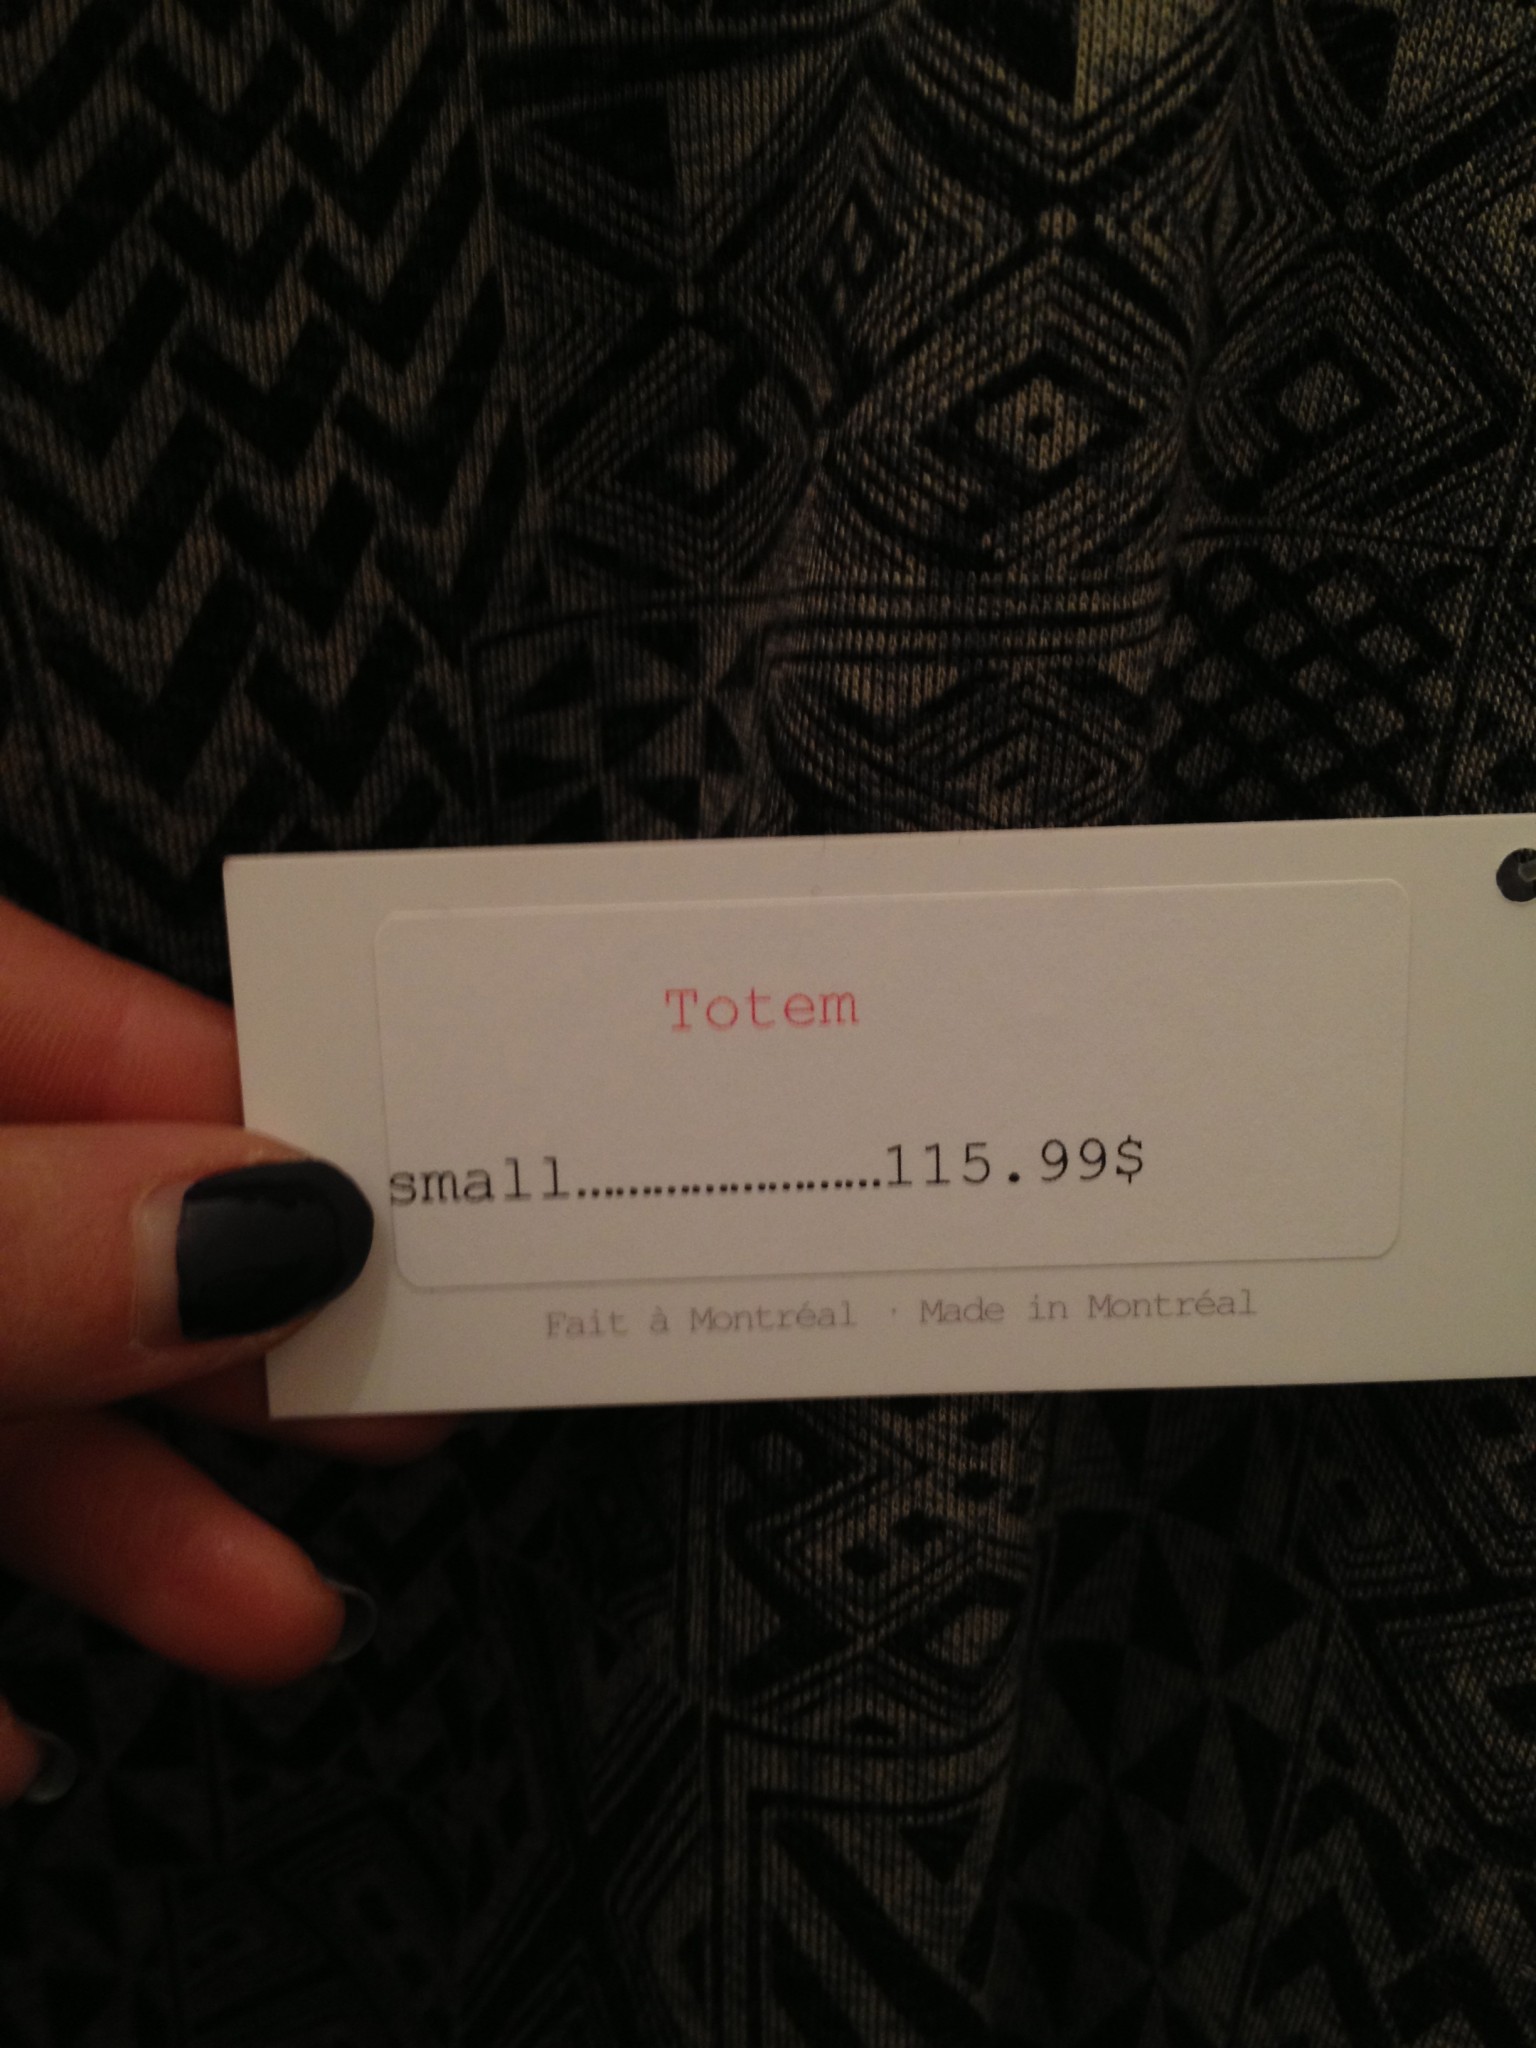 Totem
small........................115.99$
Fait à Montréal · Made in Montréal